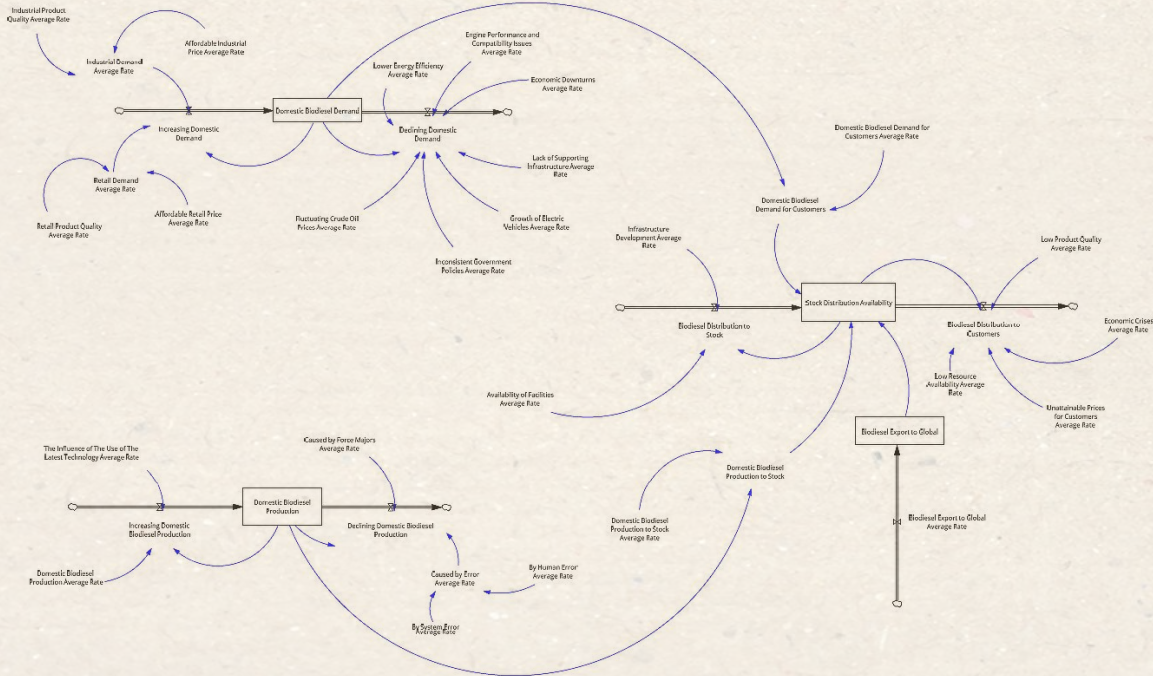 Industrial Product
Quality Average Rate
Affordable Industrial
Price Average Rate
Industrial Demand
Average Rate
Engine Performance and
Compatibility Issues
Average Rate
Lower Energy Efficiency
Average Rate
Economic Downturns
Average Rate
Domestic Biodiesel Demand
Increasing Domestic
Demand
Declining Domestic
Demand
Lack of Supporting
Infrastructure Average
Rate
Retail Demand
Average Rate
Retail Product Quality
Average Rate
Affordable Retail Price
Average Rate
Fluctuating Crude Oil
Prices Average Rate
Growth of Electric
Vehicles Average Rate
Inconsistent Government
Policies Average Rate
Domestic Biodiesel Demand for
Customers Average Rate
Domestic Biodiesel
Demand for Customers
Infrastructure
Development Average
Rate
Low Product Quality
Average Rate
Stock Distribution Availability
Biodiesel Distribution to
Stock
Biodiesel Distribution to
Customers
Economic Crises
Average Rate
Availability of Facilities
Average Rate
Low Resource
Availability Average
Rate
Unattainable Prices
for Customers
Average Rate
Biodiesel Export to Global
Biodiesel Export to Global
Average Rate
Domestic Biodiesel
Production to Stock
Domestic Biodiesel
Production to Stock
Average Rate
The Influence of The Use of The
Latest Technology Average Rate
Caused by Force Majors
Average Rate
Domestic Biodiesel
Production
Increasing Domestic
Biodiesel Production
Declining Domestic Biodiesel
Production
Domestic Biodiesel
Production Average Rate
Caused by Error
Average Rate
By Human Error
Average Rate
By System Error
Average Rate